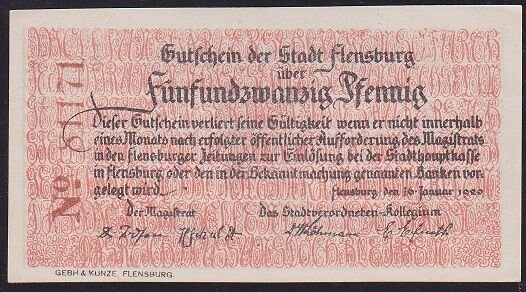 Gutschein der Stadt Flensburg
über
Fünfundzwanzig Pfennig
Dieser Gutschein verliert seine Gültigkeit wenn er nicht innerhalb
eines Monats nach erfolgter öffentlicher Aufforderung des Magistrats
in den flensburger Zeitungen zur Einlösung bei der Stadthauptkasse
in flensburg oder den in der Bekanntmachung genannten Banken vor-
gelegt wird.
Flensburg, den 16. Januar 1920
Der Magistrat Das Stadtverordneten-Kollegium
GEBH & KUNZE, FLENSBURG.
No 61171